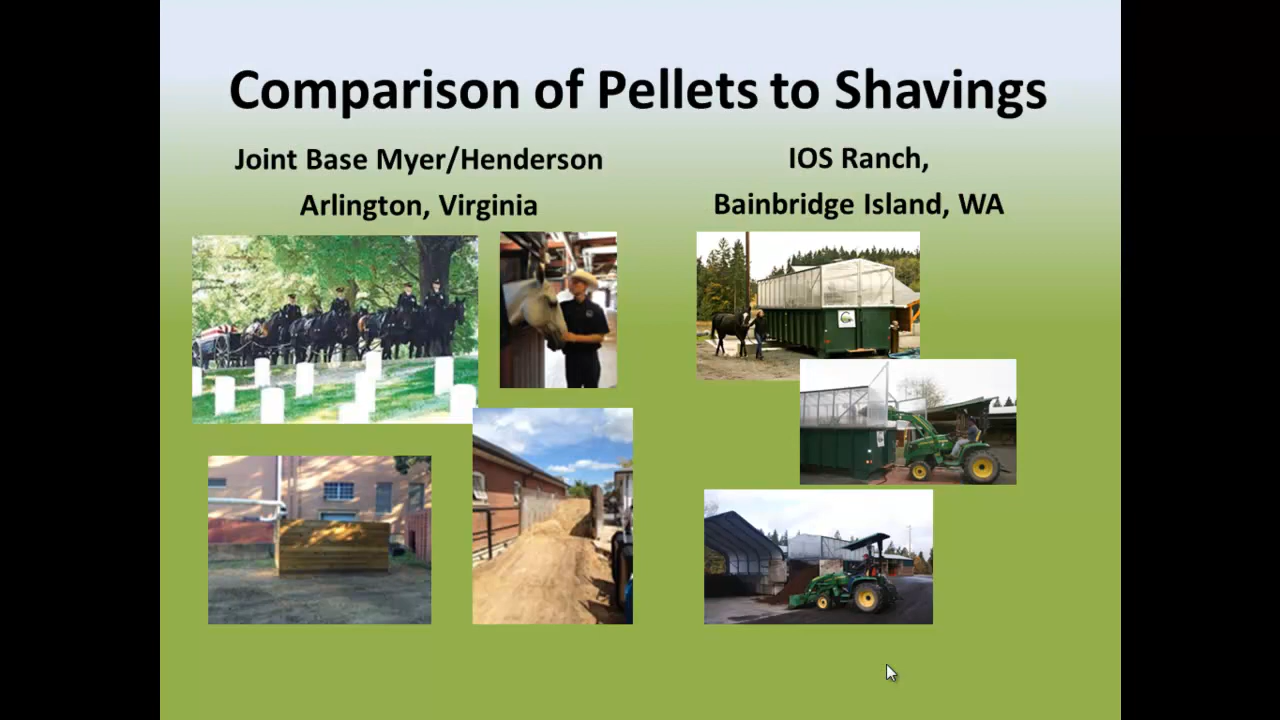 Comparison of Pellets to Shavings
Joint Base Myer/Henderson
Arlington, Virginia
IOS Ranch,
Bainbridge Island, WA